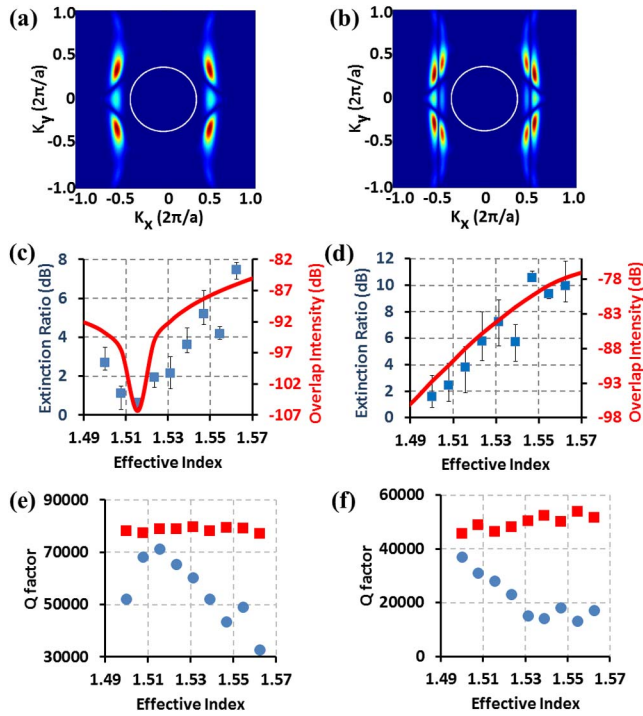 (a)
(b)
1.0
0.5
0
-0.5
-1.0
Ky (2π/a)
-1.0 -0.5 0 0.5 1.0
Kx (2π/a)
1.0
0.5
0
-0.5
-1.0
Ky (2π/a)
-1.0 -0.5 0 0.5 1.0
Kx (2π/a)
(c)
8
6
4
2
0
Extinction Ratio (dB)
-82
-87
-92
-97
-102
-107
Overlap Intensity (dB)
1.49 1.51 1.53 1.55 1.57
Effective Index
(d)
12
10
8
6
4
2
0
Extinction Ratio (dB)
-78
-83
-88
-93
-98
Overlap Intensity (dB)
1.49 1.51 1.53 1.55 1.57
Effective Index
(e)
90000
70000
50000
30000
Q factor
1.49 1.51 1.53 1.55 1.57
Effective Index
(f)
60000
40000
20000
0
Q factor
1.49 1.51 1.53 1.55 1.57
Effective Index